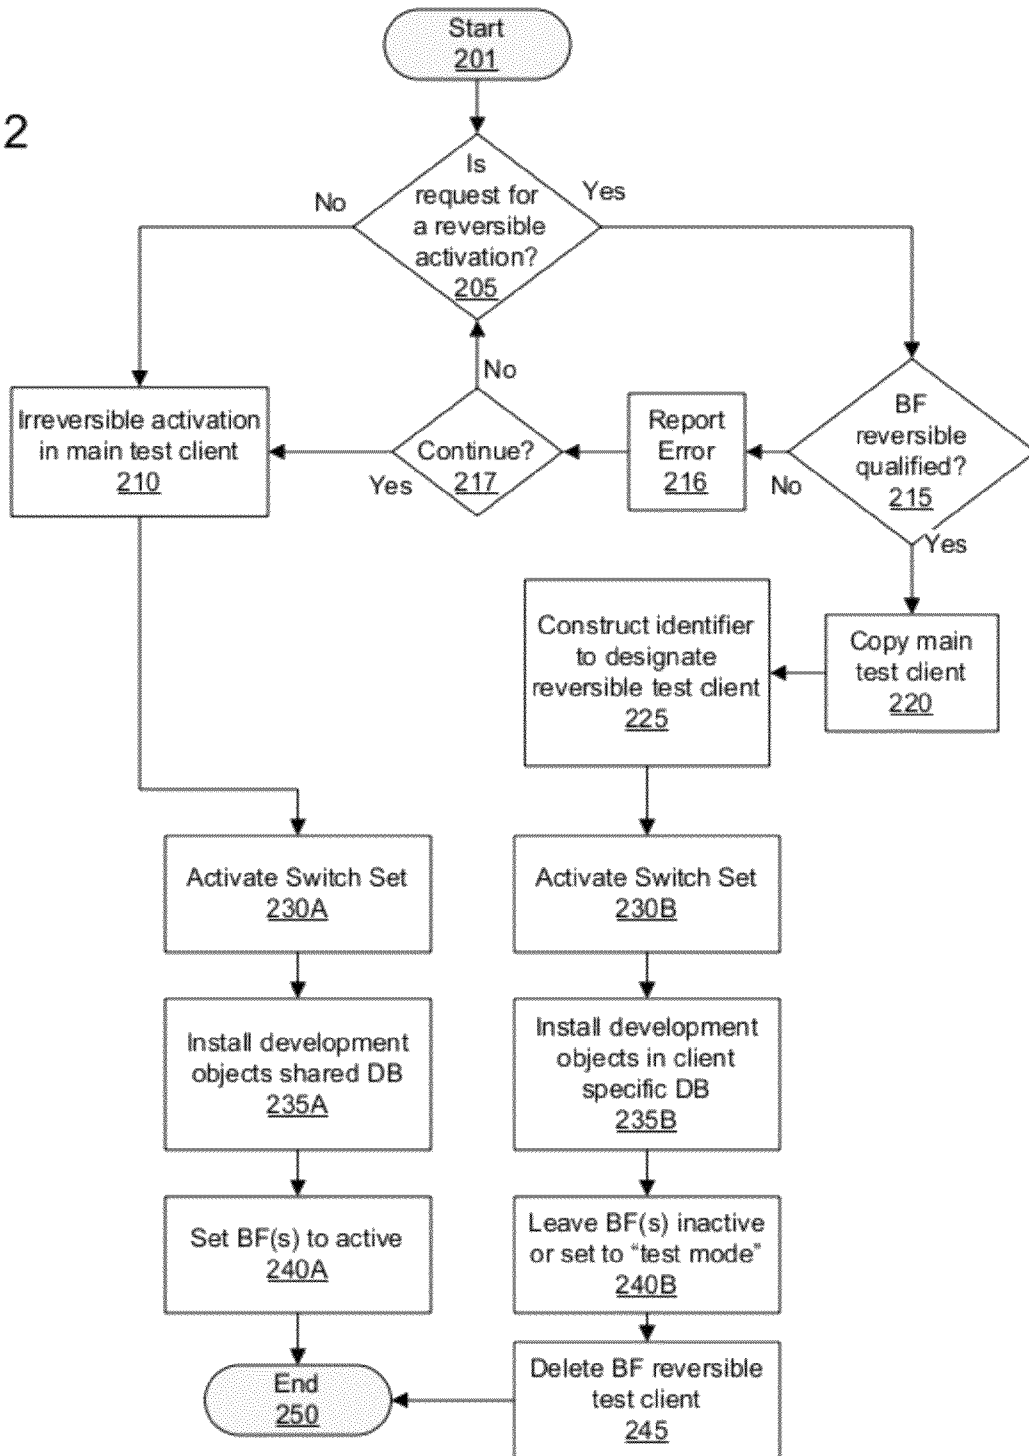 Start
201
2
Is
request for
a reversible
activation?
205
No
Yes
Irreversible activation
in main test client
210
No
Continue?
217
Yes
Report
Error
216
No
BF
reversible
qualified?
215
Yes
Construct identifier
to designate
reversible test client
225
Copy main
test client
220
Activate Switch Set
230A
Activate Switch Set
230B
Install development
objects shared DB
235A
Install development
objects in client
specific DB
235B
Set BF(s) to active
240A
Leave BF(s) inactive
or set to “test mode”
240B
End
250
Delete BF reversible
test client
245